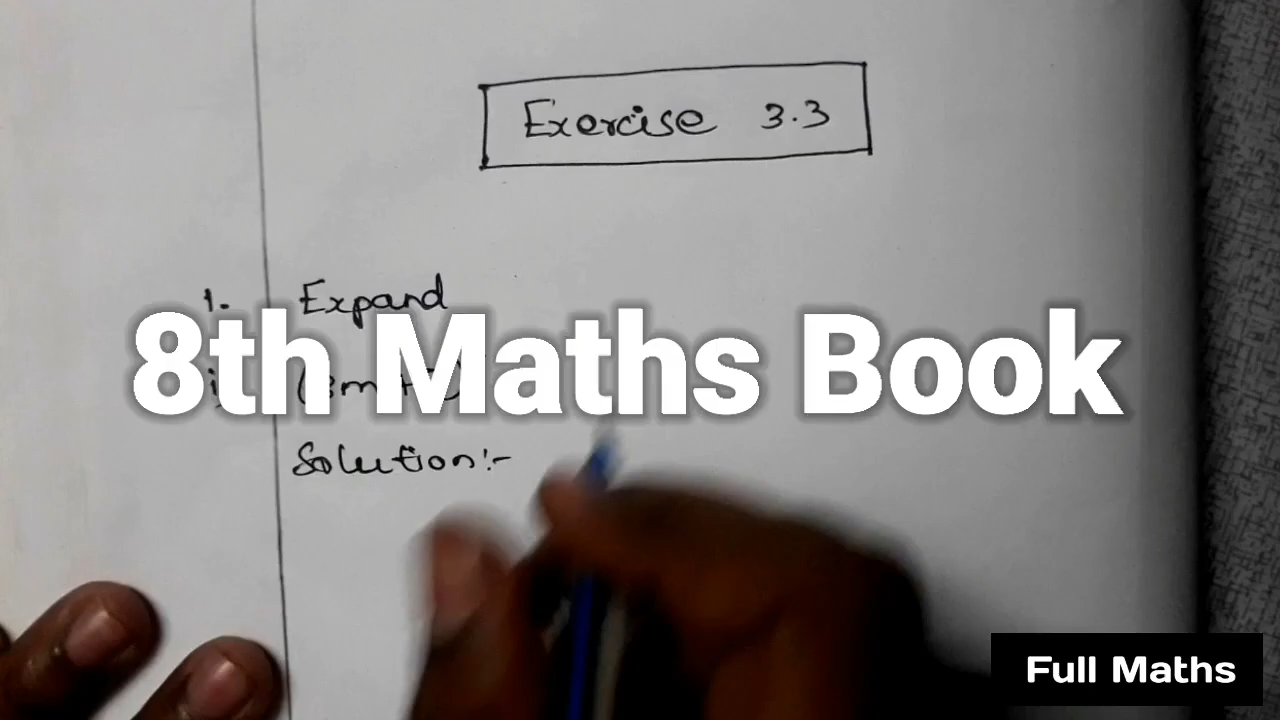 Exercise 3.3
1. Expand
8th Maths Book
Solution:-
Full Maths